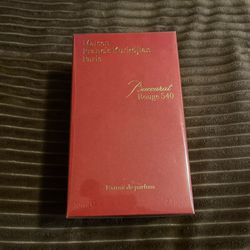 Maison
Francis Kurkdjian
Paris
Baccarat
Rouge 540
Extrait de parfum